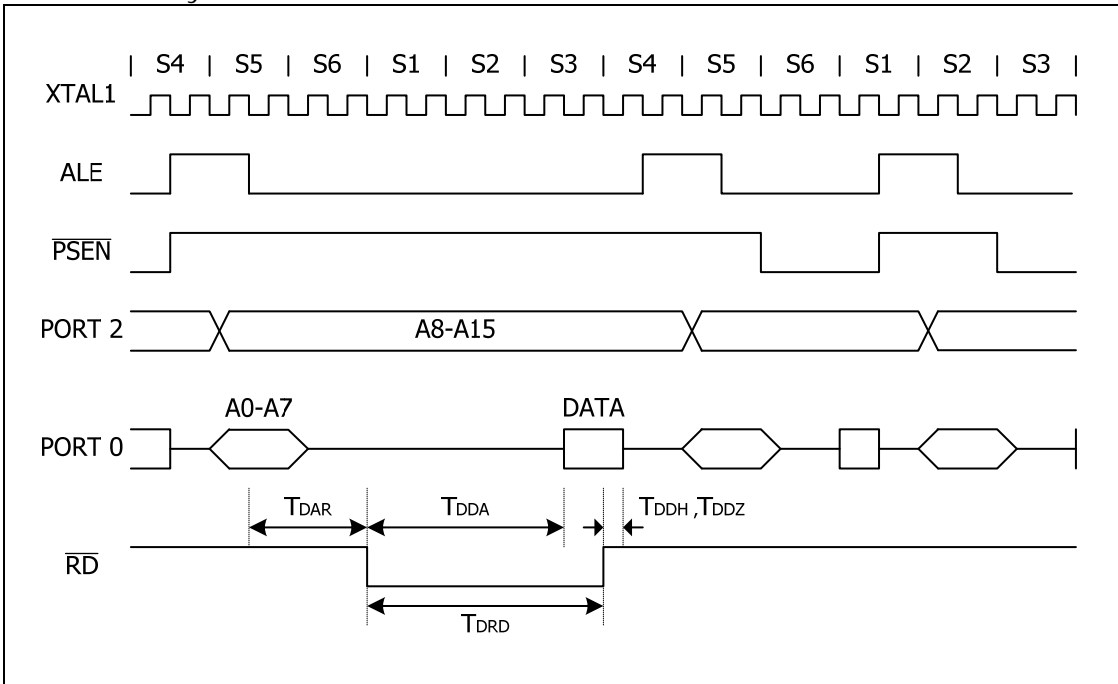 | S4 | S5 | S6 | S1 | S2 | S3 | S4 | S5 | S6 | S1 | S2 | S3 |
XTAL1
ALE
PSEN
PORT 2
A8-A15
A0-A7
DATA
PORT 0
TDAR
TDDA
TDDH ,TDDZ
RD
TDRD